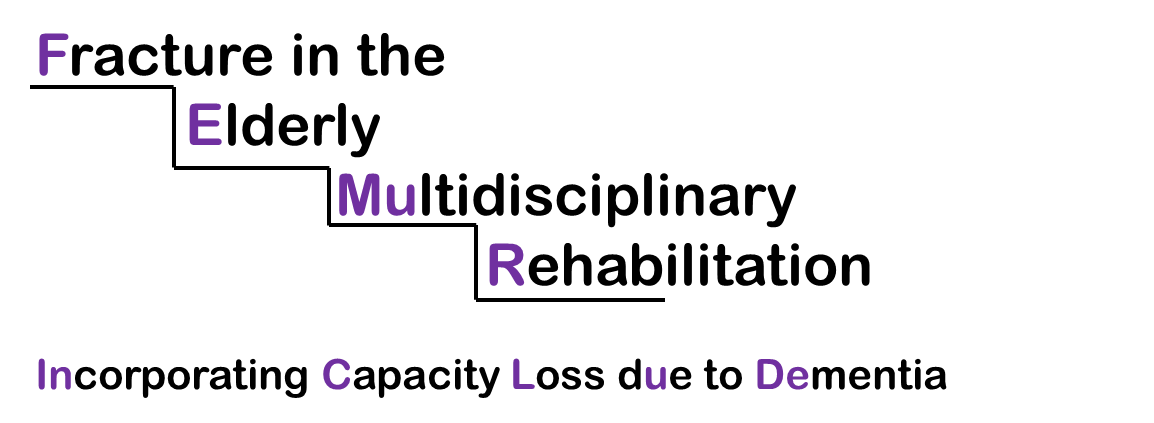 Fracture in the
Elderly
Multidisciplinary
Rehabilitation
Incorporating Capacity Loss due to Dementia